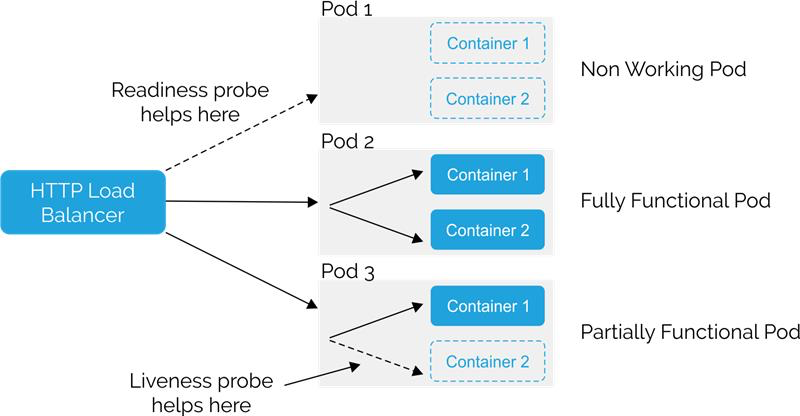 Pod 1
Container 1
Container 2
Non Working Pod
Readiness probe
helps here
Pod 2
Container 1
Container 2
Fully Functional Pod
HTTP Load
Balancer
Pod 3
Container 1
Container 2
Partially Functional Pod
Liveness probe
helps here